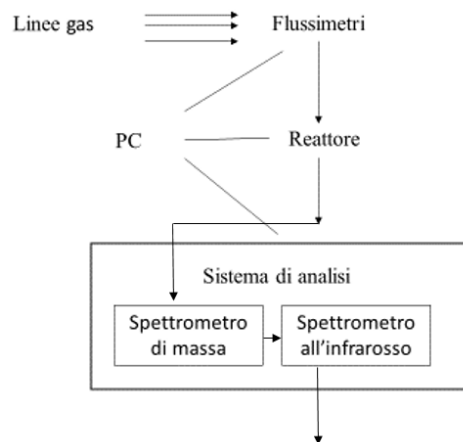 Linee gas
Flussimetri
PC
Reattore
Sistema di analisi
Spettrometro
di massa
Spettrometro
all'infrarosso